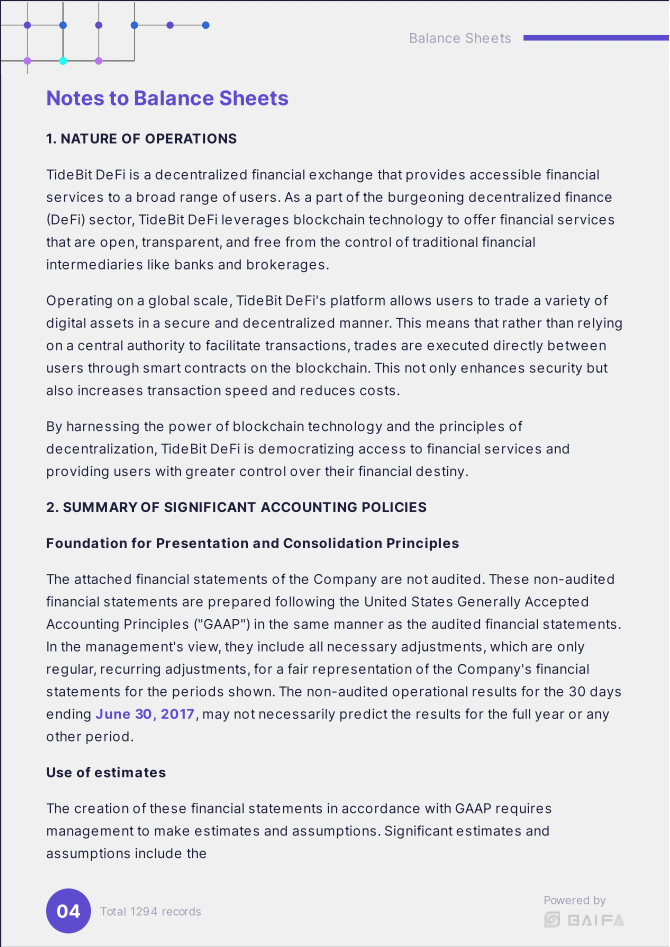 Balance Sheets
Notes to Balance Sheets
1. NATURE OF OPERATIONS
TideBit DeFi is a decentralized financial exchange that provides accessible financial
services to a broad range of users. As a part of the burgeoning decentralized finance
(DeFi) sector, TideBit DeFi leverages blockchain technology to offer financial services
that are open, transparent, and free from the control of traditional financial
intermediaries like banks and brokerages.
Operating on a global scale, TideBit DeFi's platform allows users to trade a variety of
digital assets in a secure and decentralized manner. This means that rather than relying
on a central authority to facilitate transactions, trades are executed directly between
users through smart contracts on the blockchain. This not only enhances security but
also increases transaction speed and reduces costs.
By harnessing the power of blockchain technology and the principles of
decentralization, TideBit DeFi is democratizing access to financial services and
providing users with greater control over their financial destiny.
2. SUMMARY OF SIGNIFICANT ACCOUNTING POLICIES
Foundation for Presentation and Consolidation Principles
The attached financial statements of the Company are not audited. These non-audited
financial statements are prepared following the United States Generally Accepted
Accounting Principles ("GAAP") in the same manner as the audited financial statements.
In the management's view, they include all necessary adjustments, which are only
regular, recurring adjustments, for a fair representation of the Company's financial
statements for the periods shown. The non-audited operational results for the 30 days
ending June 30, 2017, may not necessarily predict the results for the full year or any
other period.
Use of estimates
The creation of these financial statements in accordance with GAAP requires
management to make estimates and assumptions. Significant estimates and
assumptions include the
04
Total 1294 records
Powered by
BAIFA